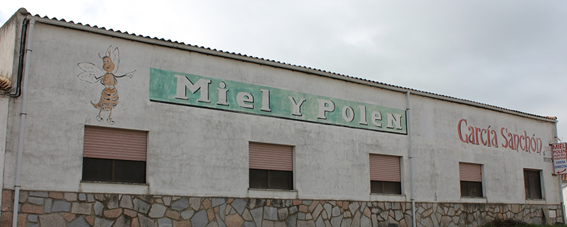 Miel y Polen
García Sanchón